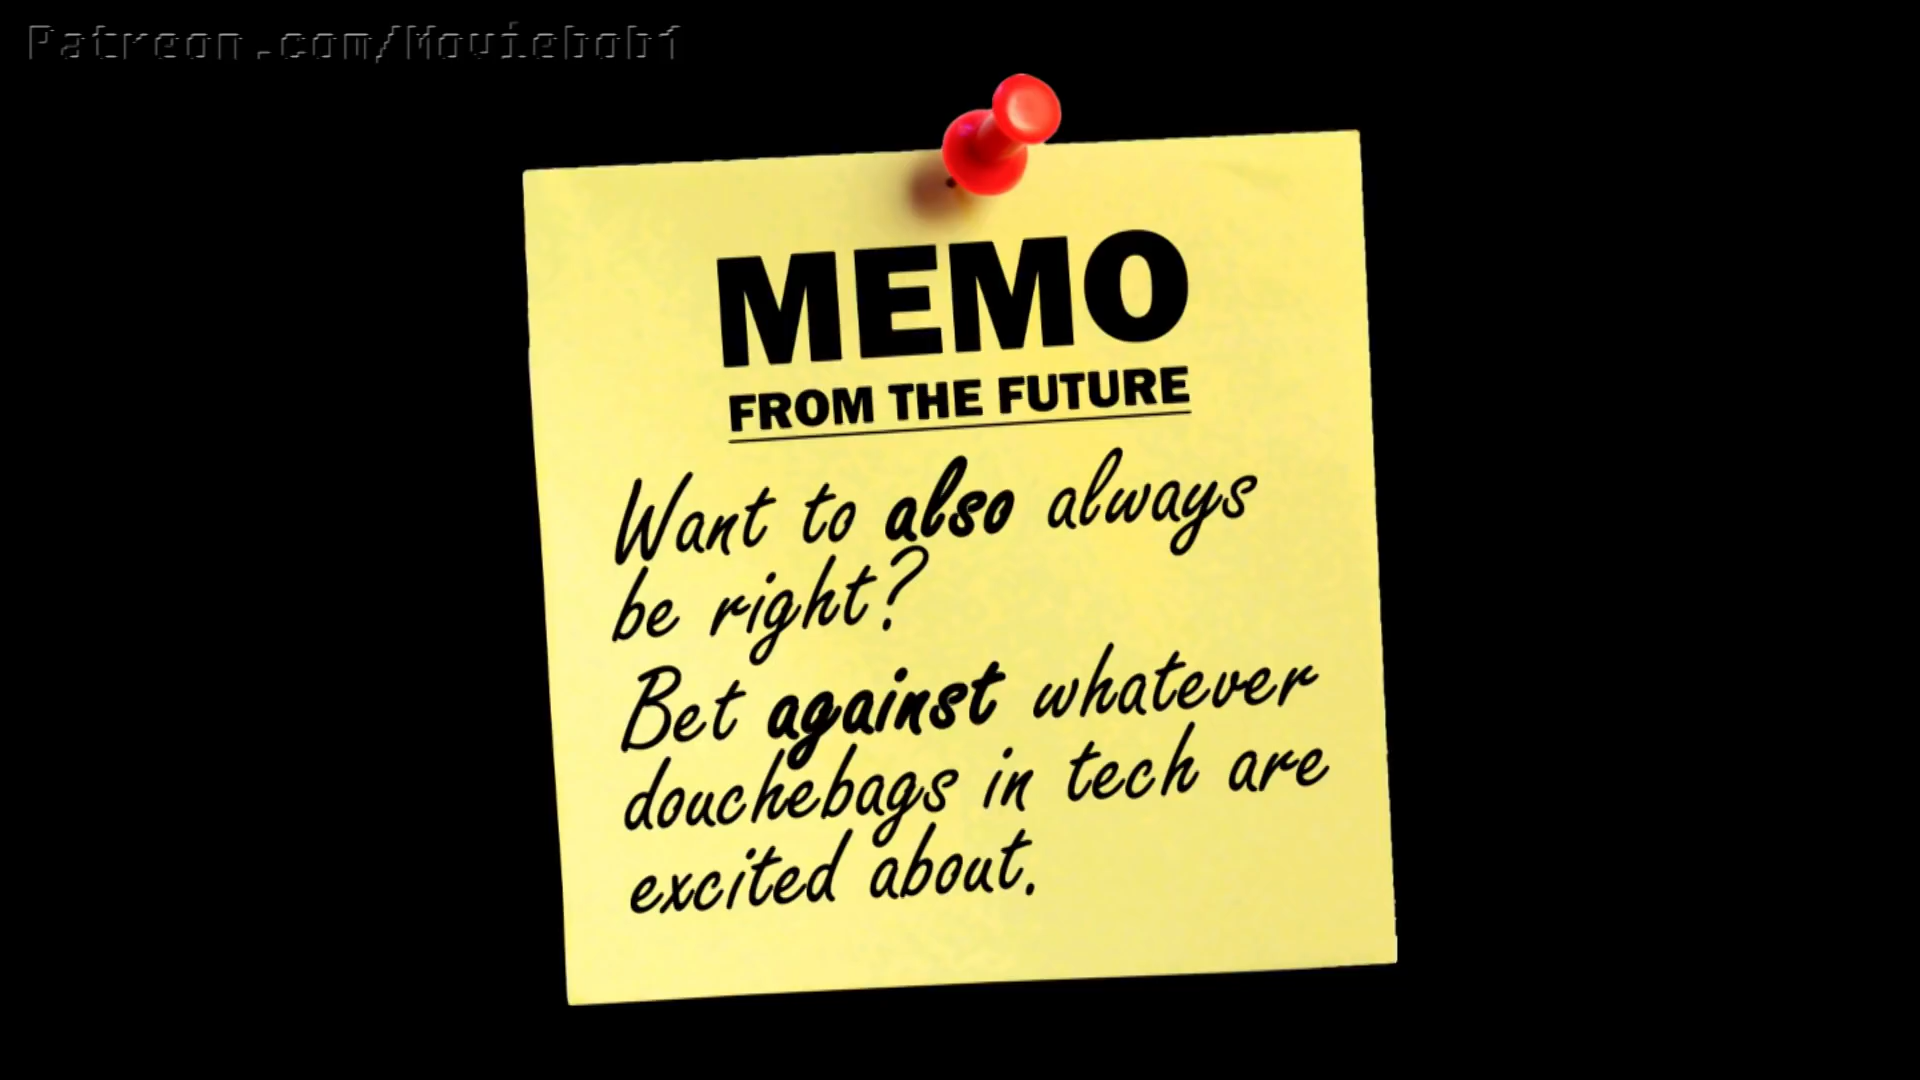 Patreon.com/Moviebob1
MEMO
FROM THE FUTURE
Want to also always
be right?
Bet against whatever
douchebags in tech are
excited about.